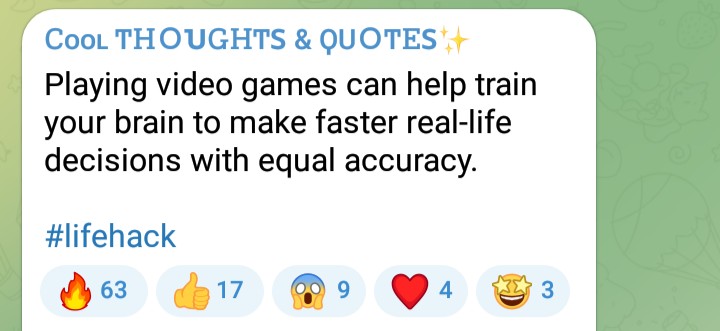 Cᴏᴏʟ THOUGHTS & QUOTES✨
Playing video games can help train
your brain to make faster real-life
decisions with equal accuracy.
#lifehack
🔥 63 👍 17 😱 9 ❤️ 4 🤩 3